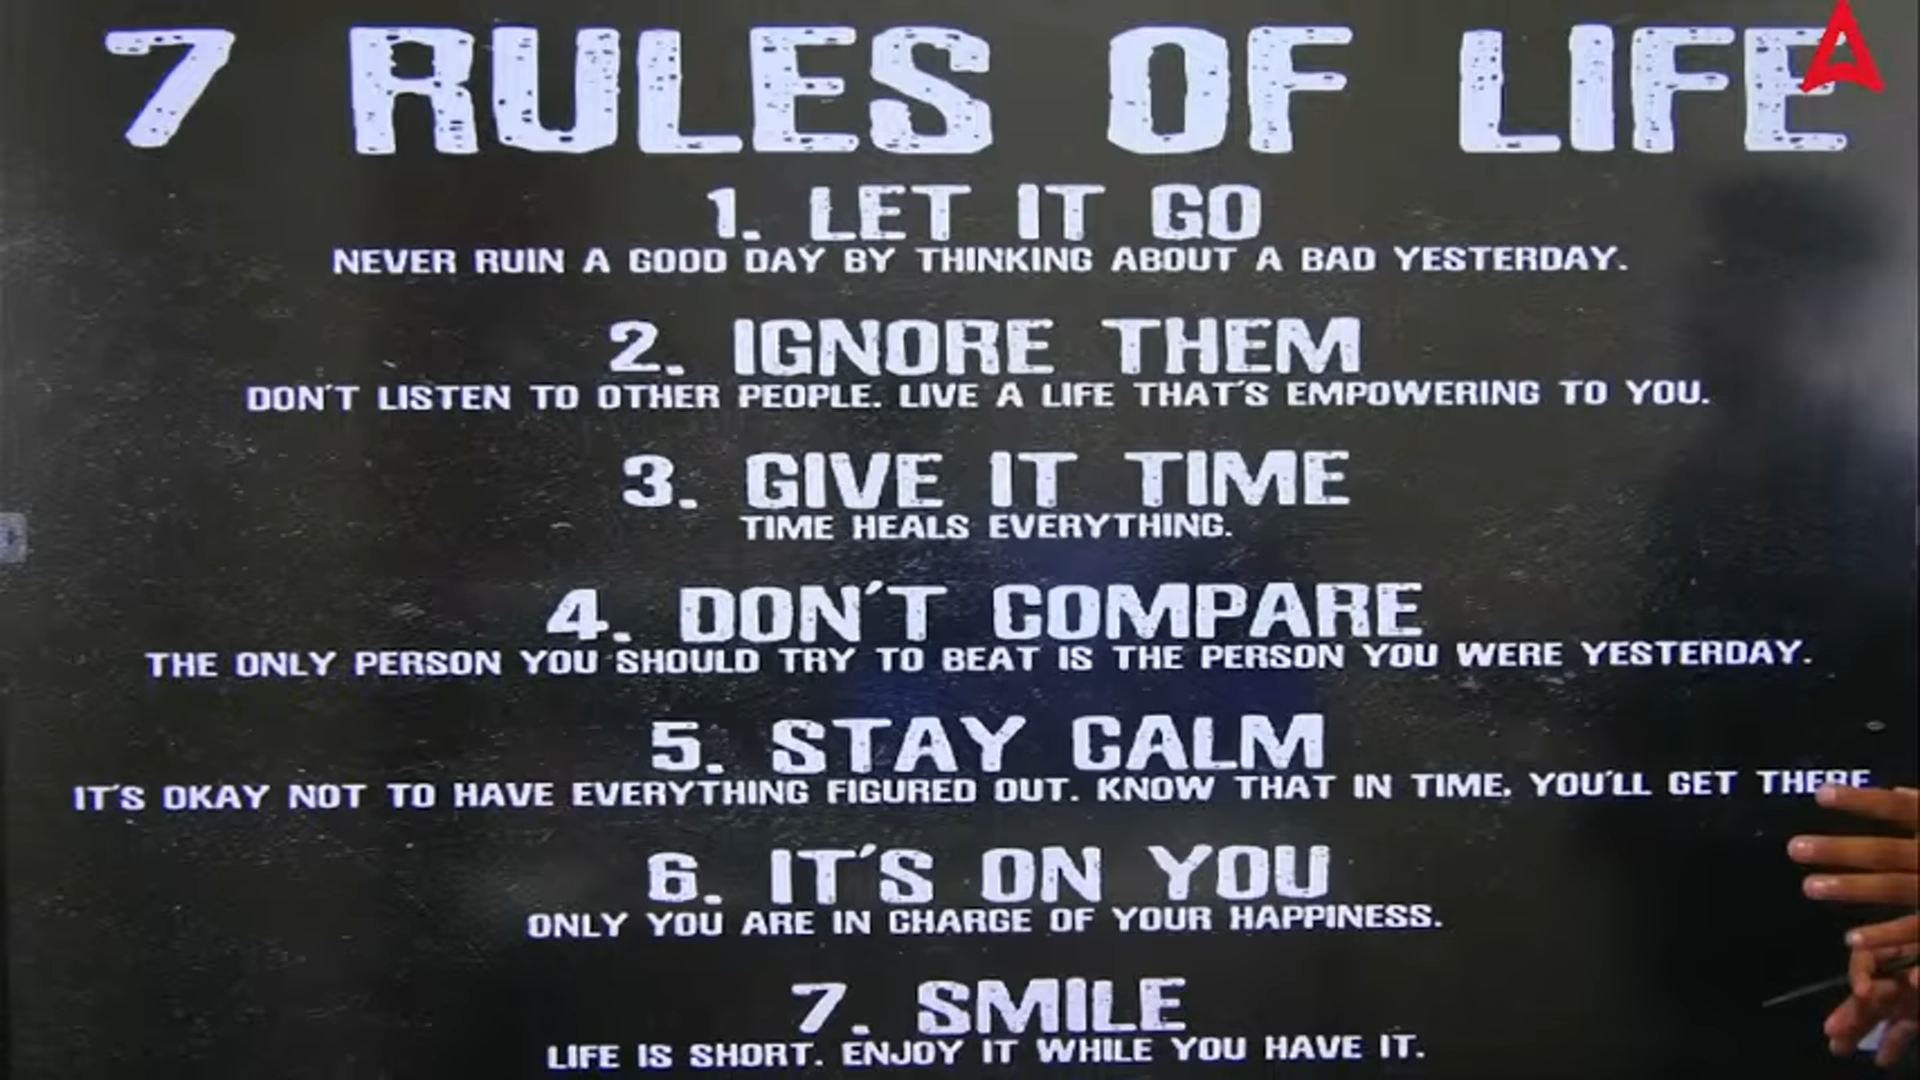 7 RULES OF LIFE
1. LET IT GO
NEVER RUIN A GOOD DAY BY THINKING ABOUT A BAD YESTERDAY.
2. IGNORE THEM
DON'T LISTEN TO OTHER PEOPLE. LIVE A LIFE THAT'S EMPOWERING TO YOU.
3. GIVE IT TIME
TIME HEALS EVERYTHING.
4. DON'T COMPARE
THE ONLY PERSON YOU SHOULD TRY TO BEAT IS THE PERSON YOU WERE YESTERDAY.
5. STAY CALM
IT'S OKAY NOT TO HAVE EVERYTHING FIGURED OUT. KNOW THAT IN TIME, YOU'LL GET THERE
6. IT'S ON YOU
ONLY YOU ARE IN CHARGE OF YOUR HAPPINESS.
7. SMILE
LIFE IS SHORT. ENJOY IT WHILE YOU HAVE IT.